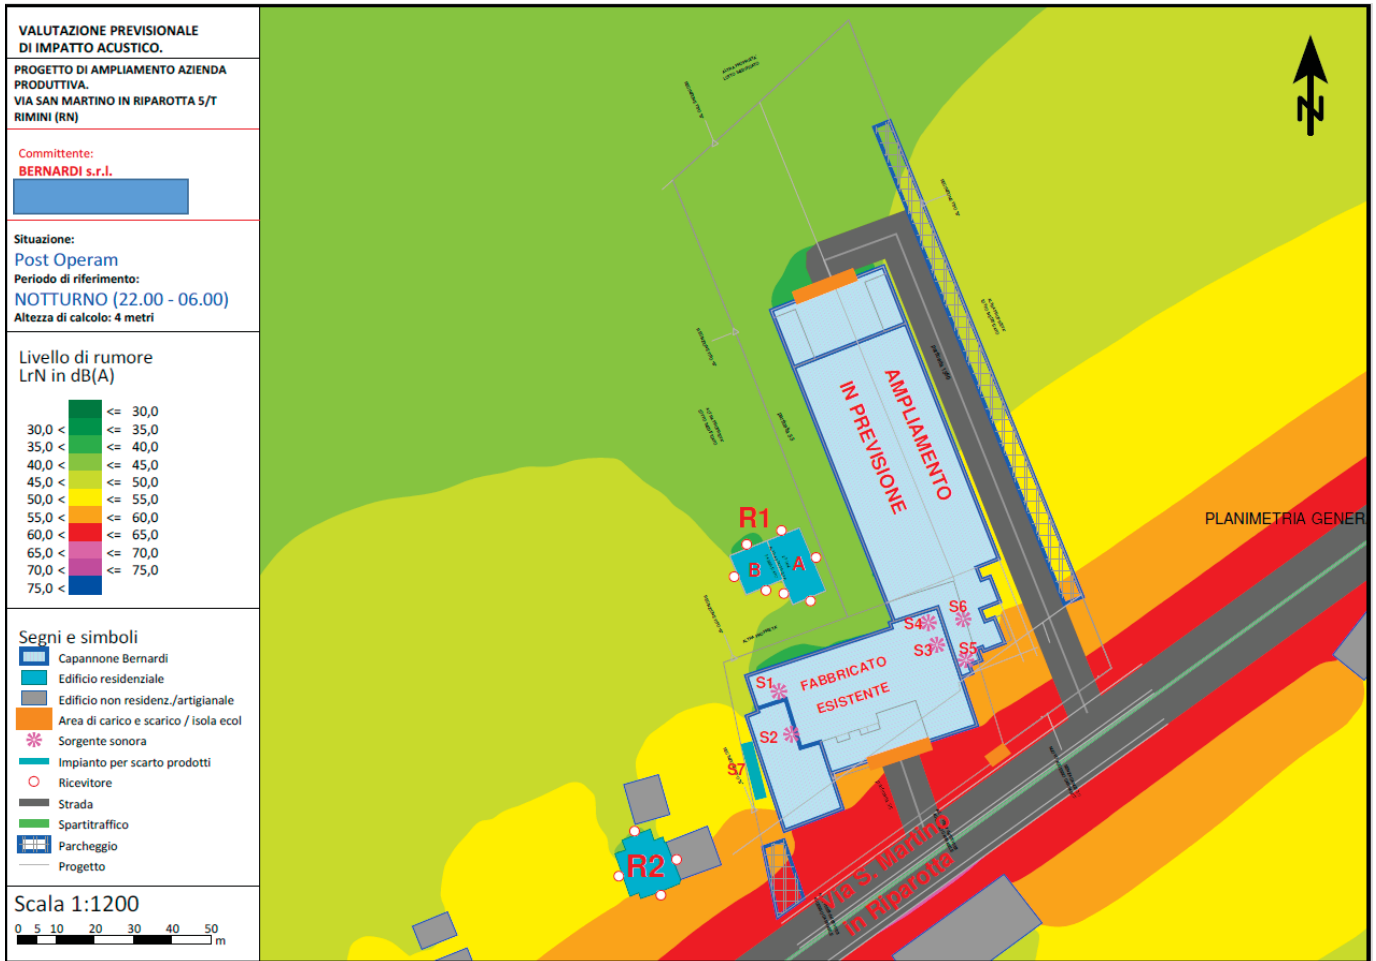 VALUTAZIONE PREVISIONALE
DI IMPATTO ACUSTICO.
PROGETTO DI AMPLIAMENTO AZIENDA
PRODUTTIVA.
VIA SAN MARTINO IN RIPAROTTA 5/T
RIMINI (RN)
Committente:
BERNARDI s.r.l.
Situazione:
Post Operam
Periodo di riferimento:
NOTTURNO (22.00 - 06.00)
Altezza di calcolo: 4 metri
Livello di rumore
LrN in dB(A)
<= 30,0
30,0 < <= 35,0
35,0 < <= 40,0
40,0 < <= 45,0
45,0 < <= 50,0
50,0 < <= 55,0
55,0 < <= 60,0
60,0 < <= 65,0
65,0 < <= 70,0
70,0 < <= 75,0
75,0 <
Segni e simboli
Capannone Bernardi
Edificio residenziale
Edificio non residenz./artigianale
Area di carico e scarico / isola ecol
Sorgente sonora
Impianto per scarto prodotti
Ricevitore
Strada
Spartitraffico
Parcheggio
Progetto
Scala 1:1200
0 5 10 20 30 40 50
m
N
AMPLIAMENTO
IN PREVISIONE
PLANIMETRIA GENER
R1
B
A
S6
S4
S3
S5
S1
FABBRICATO
ESISTENTE
S2
S7
R2
Via S. Martino
in Riparotta